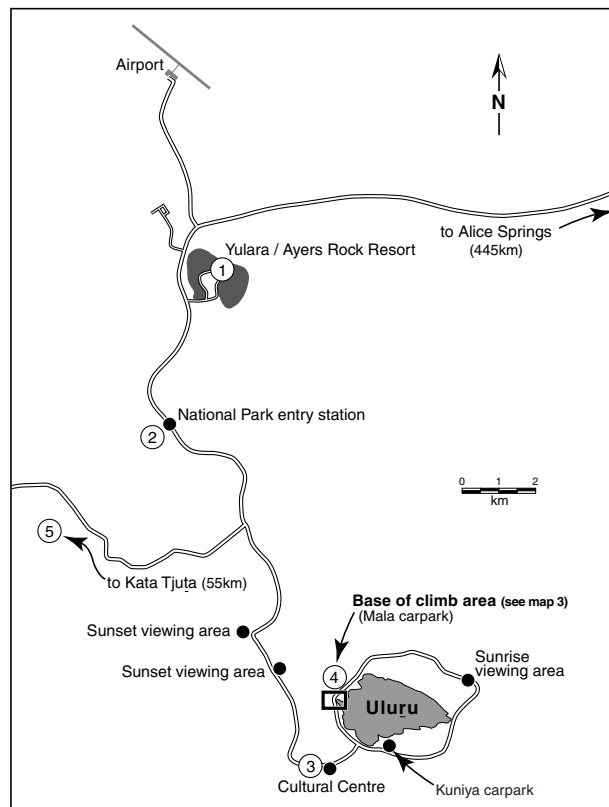 Airport
N
to Alice Springs
(445km)
Yulara / Ayers Rock Resort
1
National Park entry station
2
0 1 2
km
5
to Kata Tjuṯa (55km)
Base of climb area (see map 3)
(Mala carpark)
Sunset viewing area
Sunrise
viewing area
Sunset viewing area
4
Uluṟu
3
Cultural Centre
Kuniya carpark